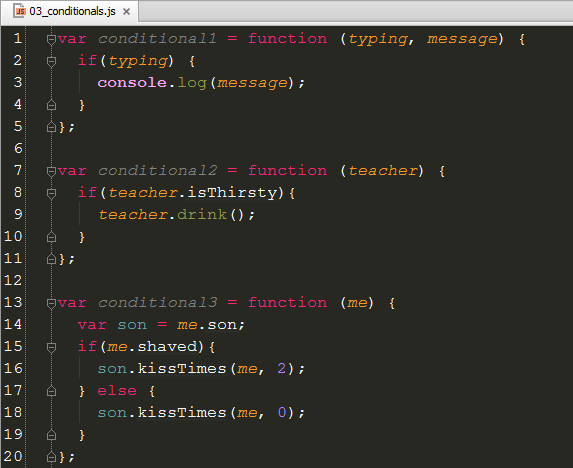 03_conditionals.js
1 var conditional1 = function (typing, message) {
2   if(typing) {
3     console.log(message);
4   }
5 };
6
7 var conditional2 = function (teacher) {
8   if(teacher.isThirsty){
9     teacher.drink();
10   }
11 };
12
13 var conditional3 = function (me) {
14   var son = me.son;
15   if(me.shaved){
16     son.kissTimes(me, 2);
17   } else {
18     son.kissTimes(me, 0);
19   }
20 };